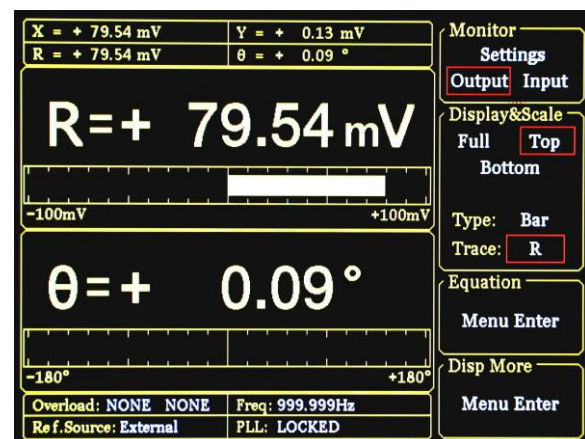 X = + 79.54 mV
Y = + 0.13 mV
R = + 79.54 mV
θ = + 0.09 °
R=+ 79.54 mV
-100mV
+100mV
θ=+ 0.09°
-180°
+180°
Overload: NONE NONE
Freq: 999.999Hz
Ref.Source: External
PLL: LOCKED
Monitor
Settings
Output Input
Display&Scale
Full Top
Bottom
Type: Bar
Trace: R
Equation
Menu Enter
Disp More
Menu Enter